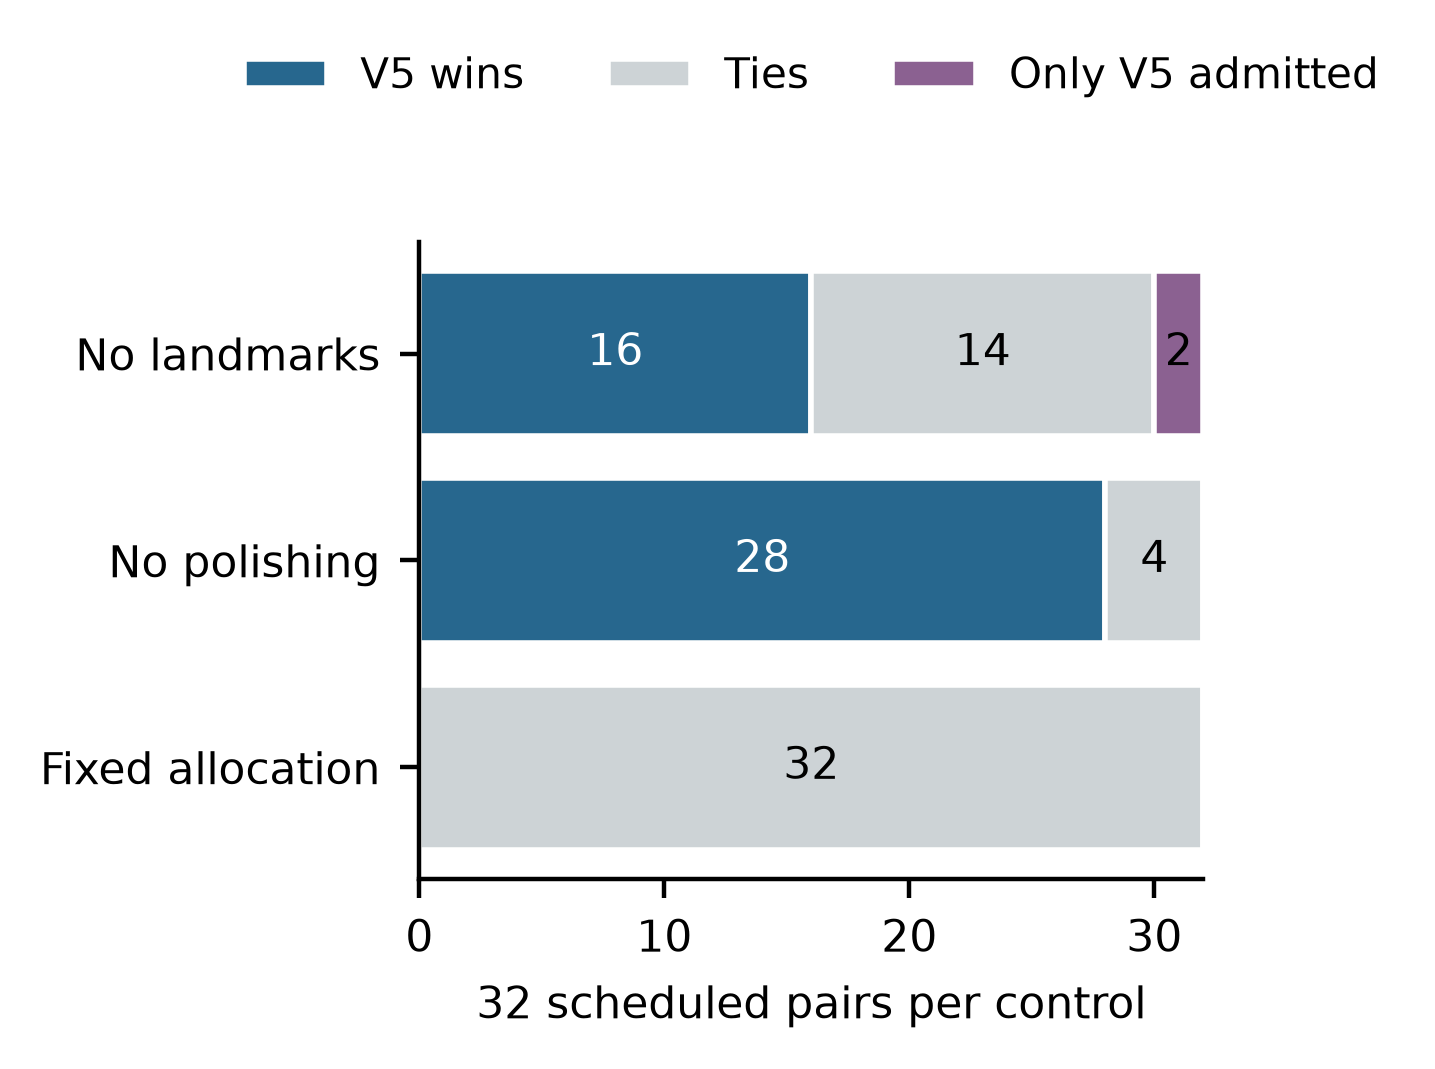 V5 wins Ties Only V5 admitted
No landmarks 16 14 2
No polishing 28 4
Fixed allocation 32
0 10 20 30
32 scheduled pairs per control